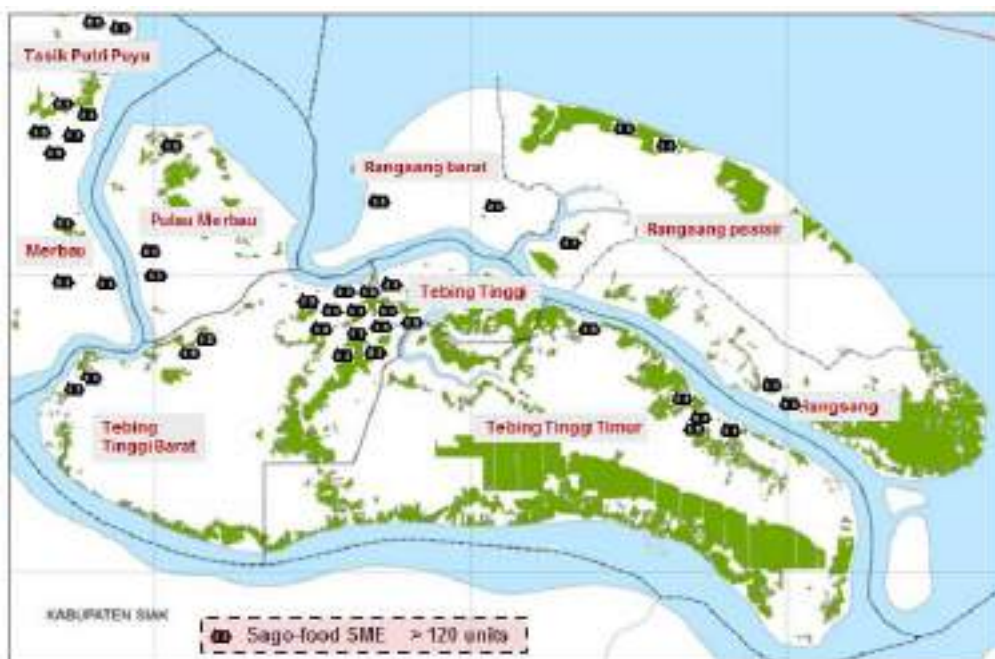 Tasik Putri Puyu
Rangsang barat
Pulau Merbau
Merbau
Rangsang pesisir
Tebing Tinggi
Rangsang
Tebing
Tinggi Barat
Tebing Tinggi Timur
KABUPATEN SIAK
Sago-food SME > 120 units